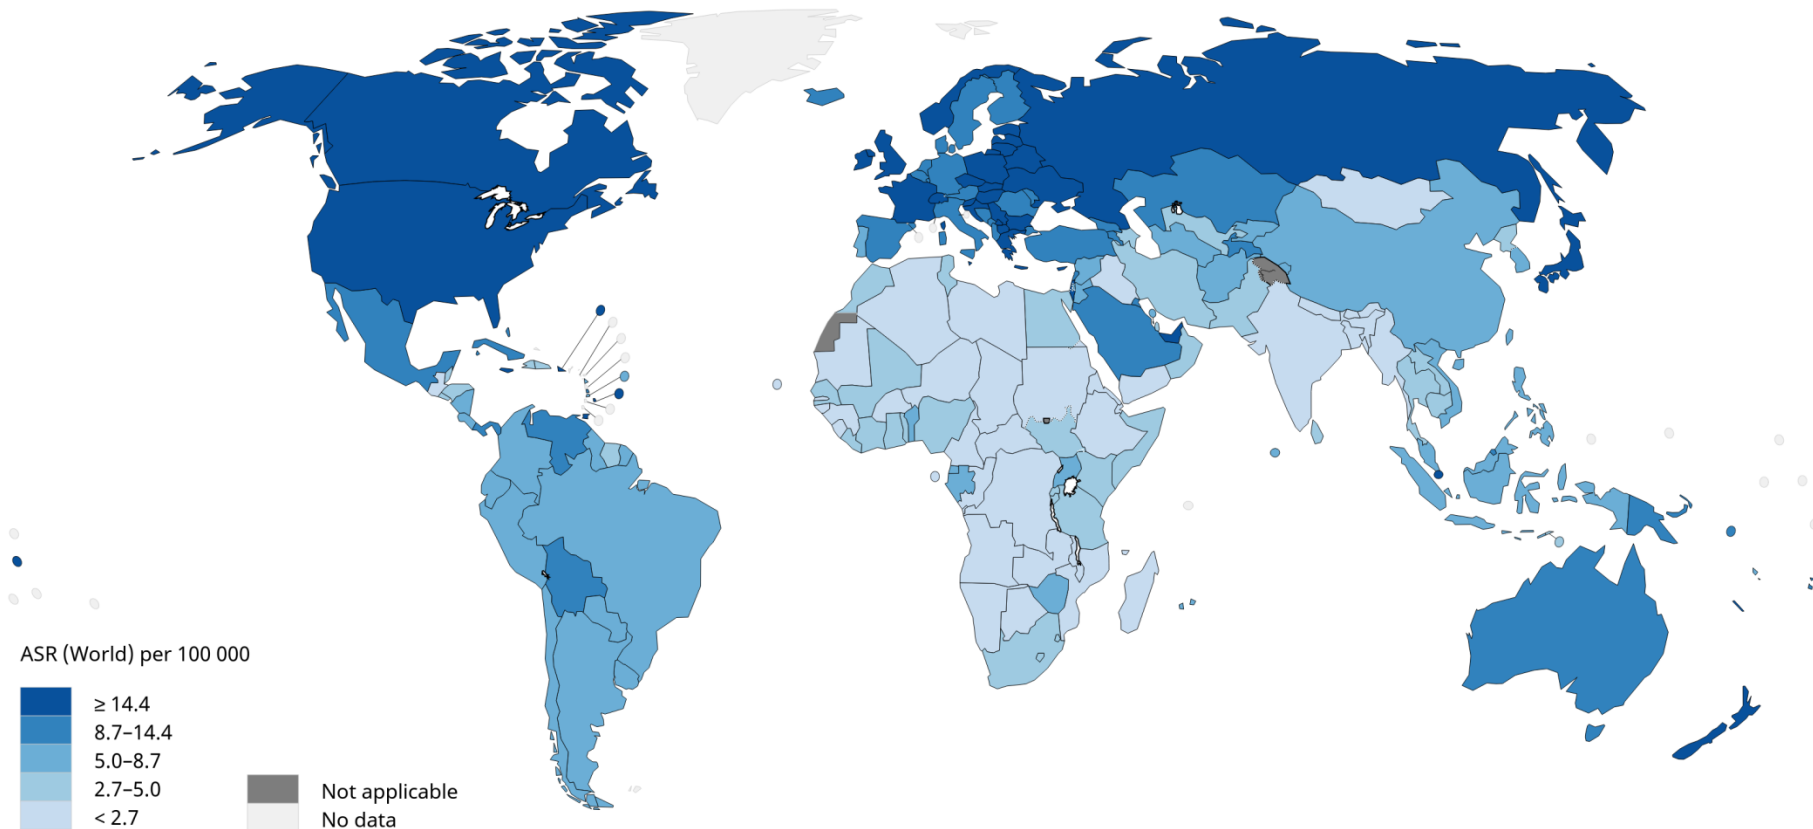 ASR (World) per 100 000
≥ 14.4
8.7–14.4
5.0–8.7
2.7–5.0
< 2.7
Not applicable
No data